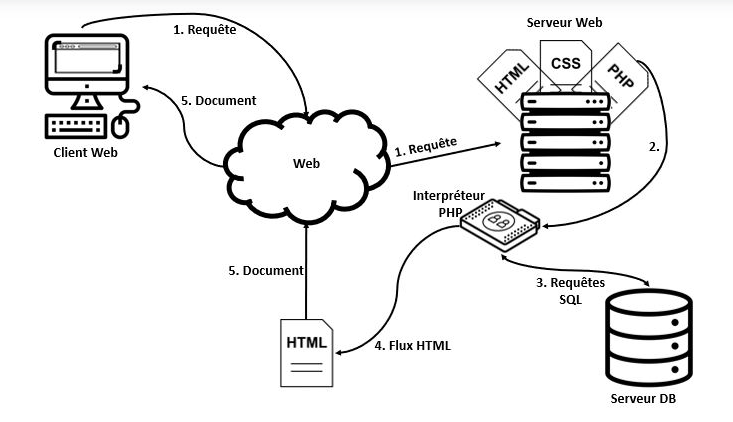 Serveur Web
1. Requête
HTML
CSS
PHP
5. Document
Client Web
Web
1. Requête
2.
Interpréteur
PHP
5. Document
3. Requêtes
SQL
HTML
4. Flux HTML
Serveur DB